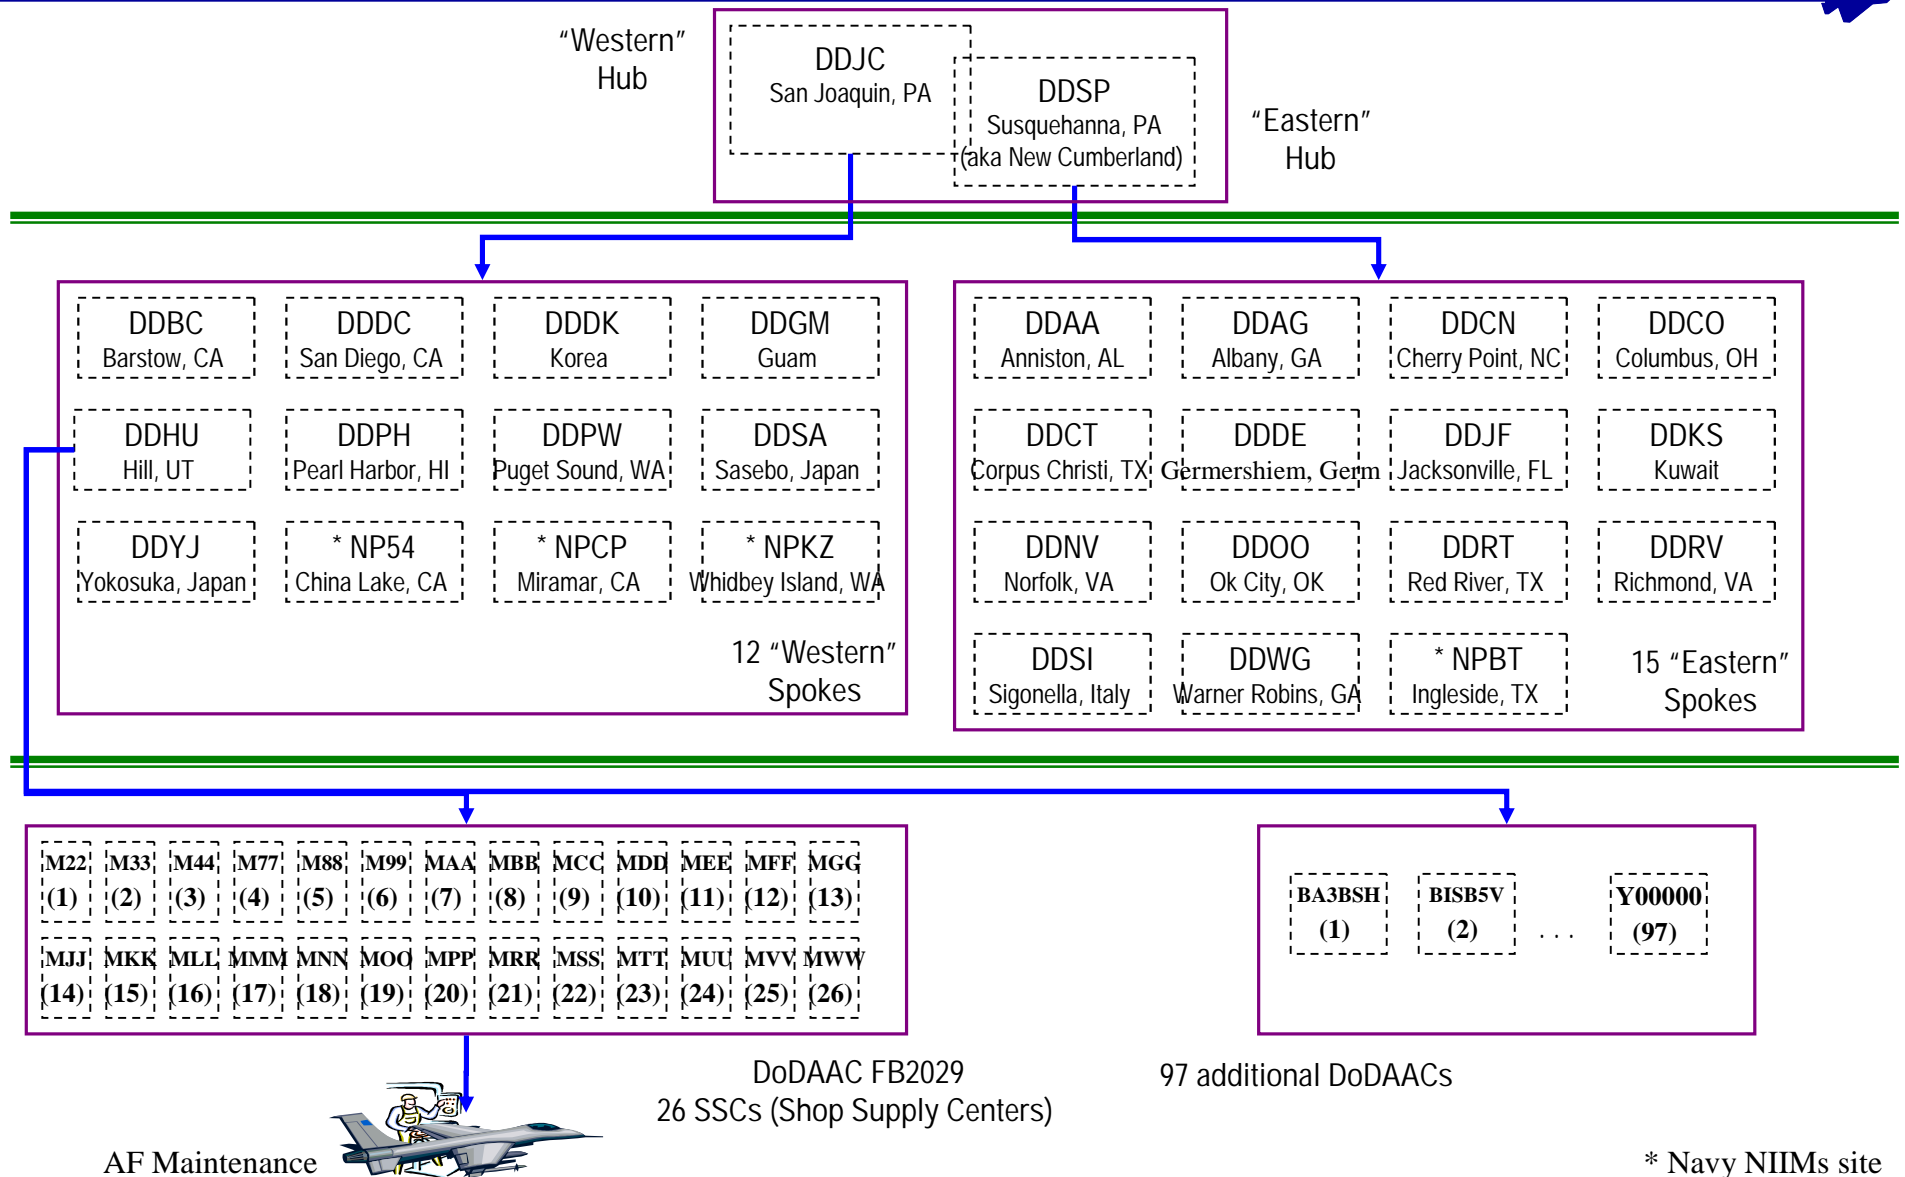 “Western”
Hub
DDJC
San Joaquin, PA
DDSP
Susquehanna, PA
(aka New Cumberland)
“Eastern”
Hub
DDBC
Barstow, CA
DDDC
San Diego, CA
DDDK
Korea
DDGM
Guam
DDHU
Hill, UT
DDPH
Pearl Harbor, HI
DDPW
Puget Sound, WA
DDSA
Sasebo, Japan
DDYJ
Yokosuka, Japan
* NP54
China Lake, CA
* NPCP
Miramar, CA
* NPKZ
Whidbey Island, WA
12 “Western”
Spokes
DDAA
Anniston, AL
DDAG
Albany, GA
DDCN
Cherry Point, NC
DDCO
Columbus, OH
DDCT
Corpus Christi, TX
DDDE
Germershiem, Germ
DDJF
Jacksonville, FL
DDKS
Kuwait
DDNV
Norfolk, VA
DDOO
Ok City, OK
DDRT
Red River, TX
DDRV
Richmond, VA
DDSI
Sigonella, Italy
DDWG
Warner Robins, GA
* NPBT
Ingleside, TX
15 “Eastern”
Spokes
M22 M33 M44 M77 M88 M99 MAA MBB MCC MDD MEE MFF MGG
(1) (2) (3) (4) (5) (6) (7) (8) (9) (10) (11) (12) (13)
MJJ MKK MLL MMM MNN MOO MPP MRR MSS MTT MUU MVV MWW
(14) (15) (16) (17) (18) (19) (20) (21) (22) (23) (24) (25) (26)
BA3BSH
(1)
BISB5V
(2)
. . .
Y00000
(97)
DoDAAC FB2029
26 SSCs (Shop Supply Centers)
97 additional DoDAACs
AF Maintenance
* Navy NIIMs site